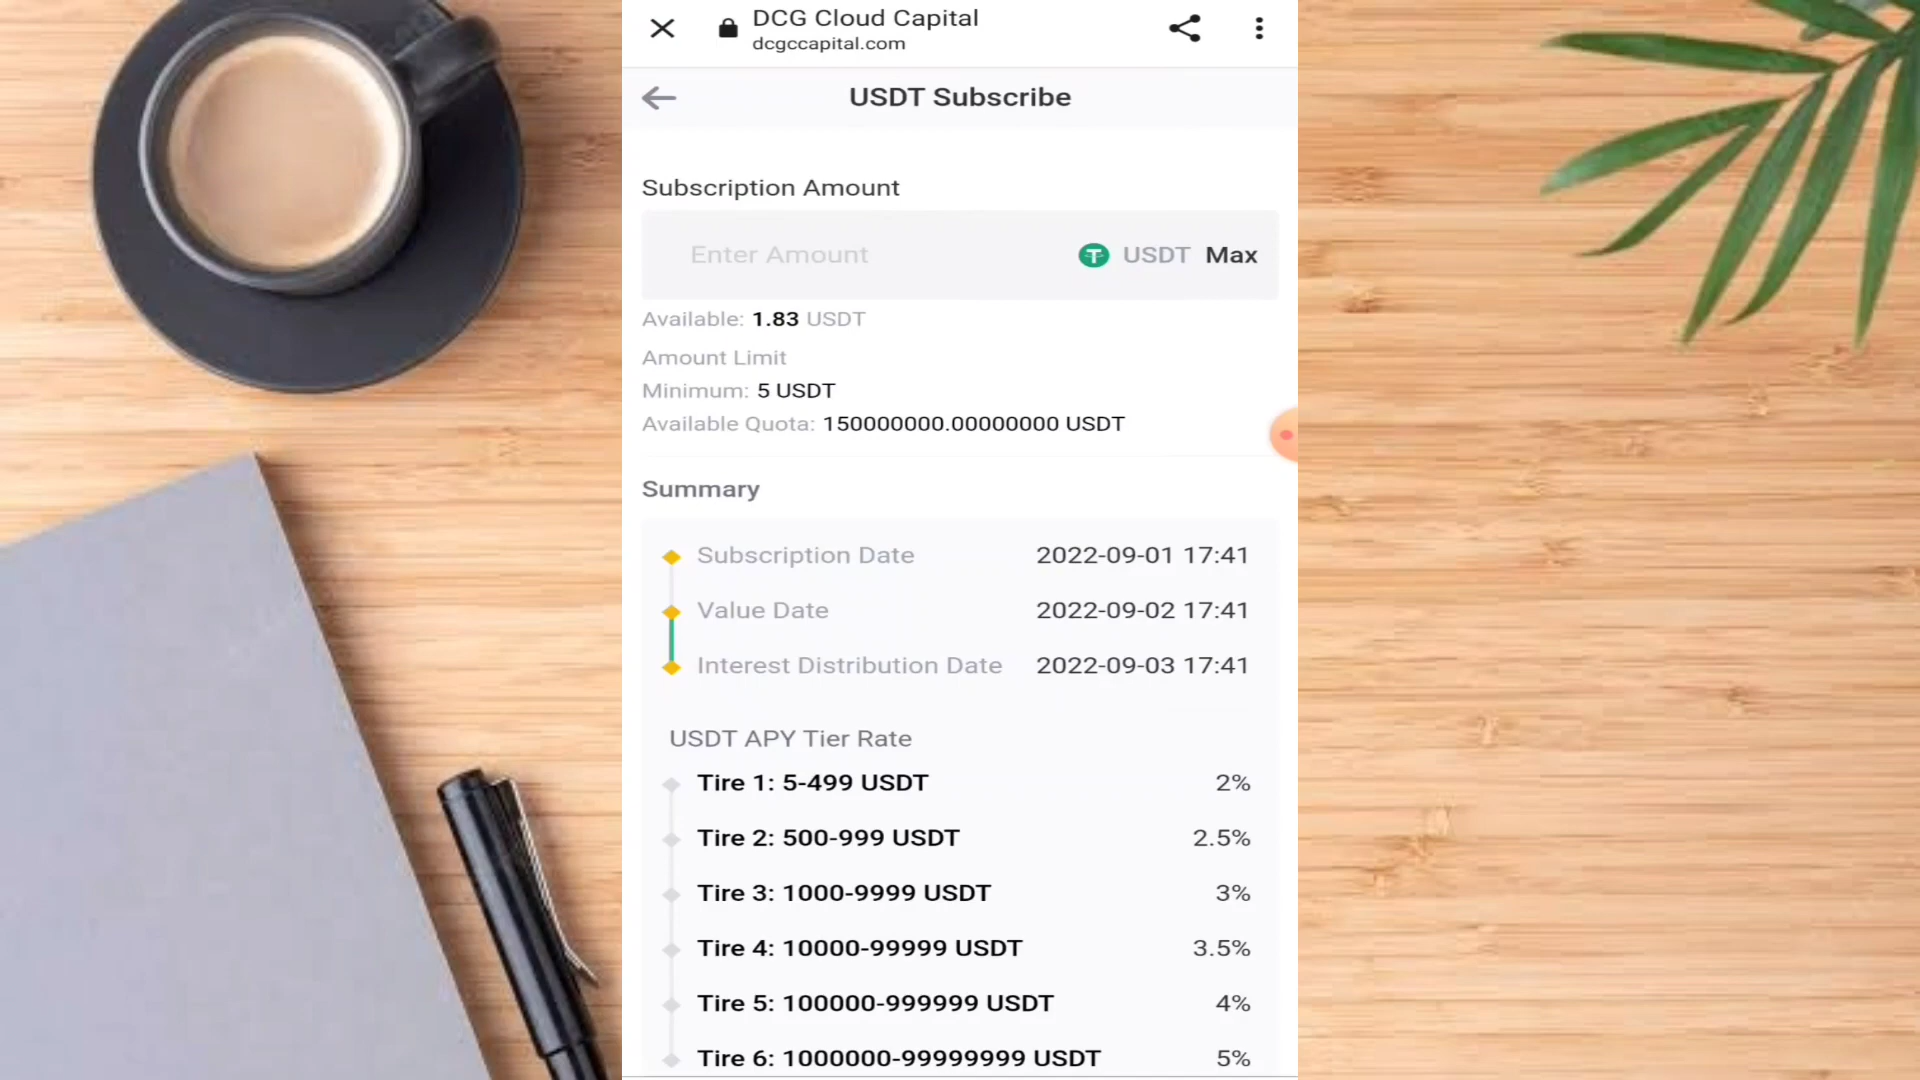 DCG Cloud Capital
dcgccapital.com
USDT Subscribe
Subscription Amount
Enter Amount USDT Max
Available: 1.83 USDT
Amount Limit
Minimum: 5 USDT
Available Quota: 150000000.00000000 USDT
Summary
Subscription Date 2022-09-01 17:41
Value Date 2022-09-02 17:41
Interest Distribution Date 2022-09-03 17:41
USDT APY Tier Rate
Tire 1: 5-499 USDT 2%
Tire 2: 500-999 USDT 2.5%
Tire 3: 1000-9999 USDT 3%
Tire 4: 10000-99999 USDT 3.5%
Tire 5: 100000-999999 USDT 4%
Tire 6: 1000000-99999999 USDT 5%